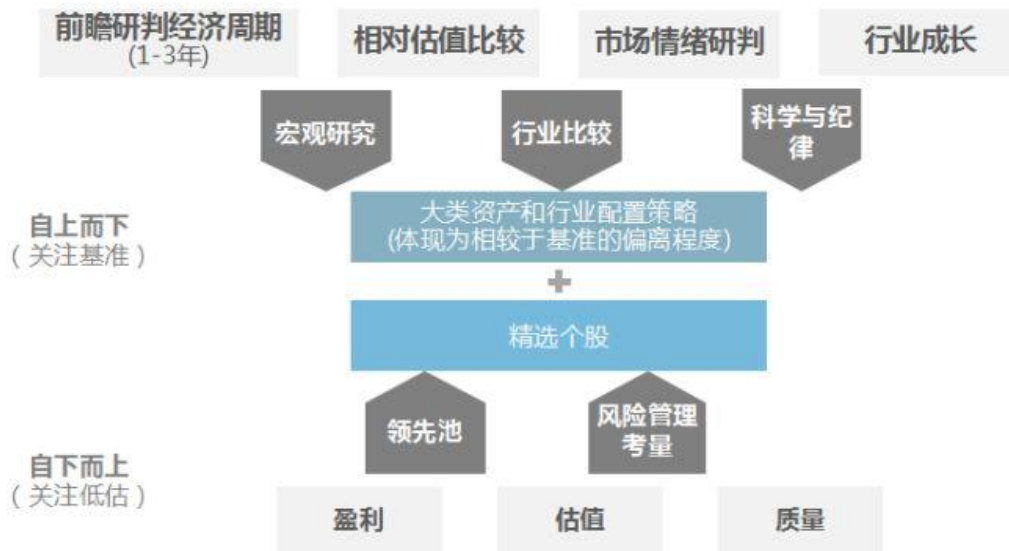 前瞻研判经济周期
(1-3年)
相对估值比较
市场情绪研判
行业成长
宏观研究
行业比较
科学与纪
律
自上而下
（关注基准）
大类资产和行业配置策略
(体现为相较于基准的偏离程度)
精选个股
领先池
风险管理
考量
自下而上
（关注低估）
盈利
估值
质量